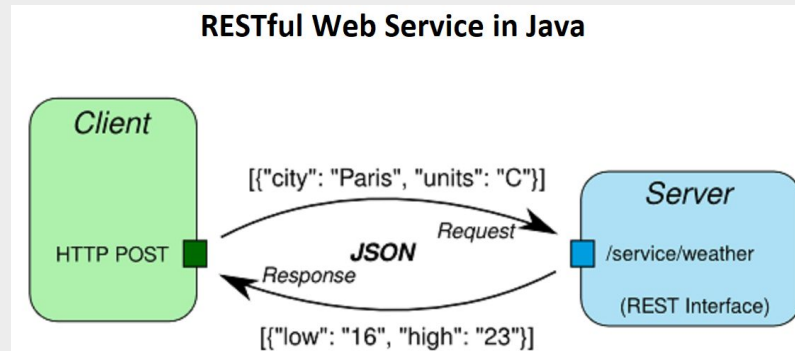 RESTful Web Service in Java
Client
HTTP POST
[{"city": "Paris", "units": "C"}]
Request
JSON
Response
[{"low": "16", "high": "23"}]
Server
/service/weather
(REST Interface)